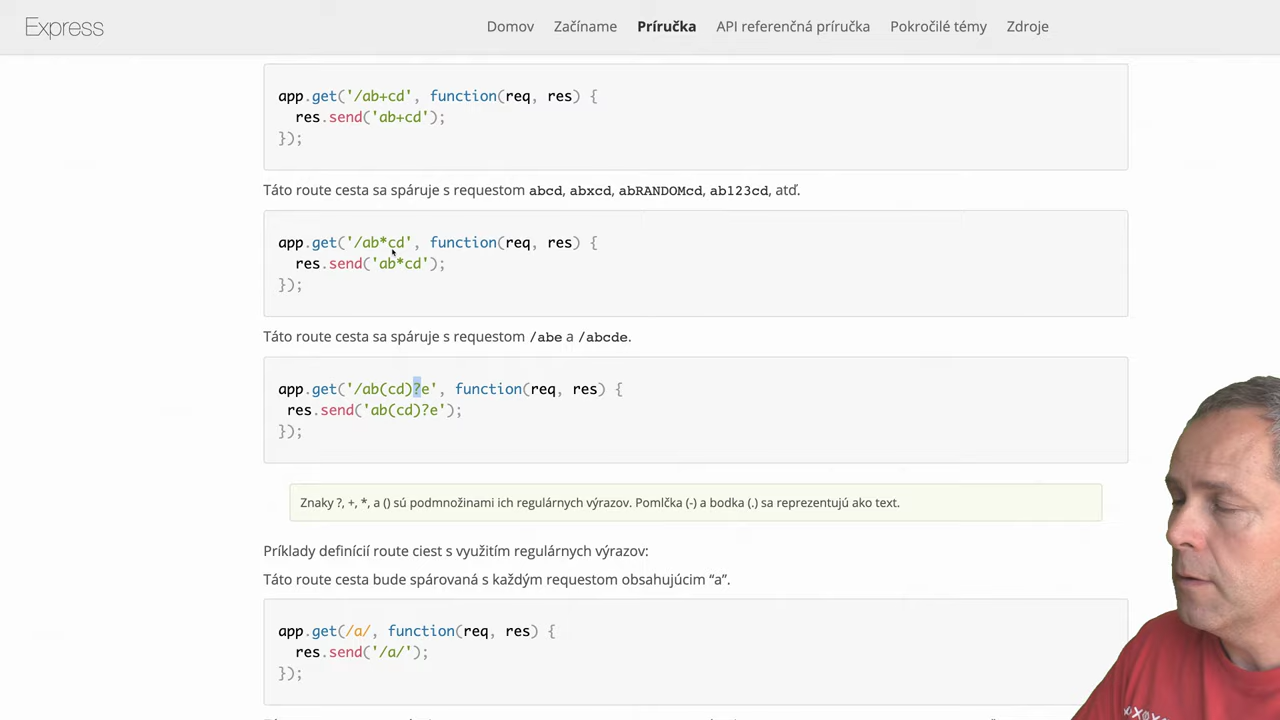 Express
Domov Začíname Príručka API referenčná príručka Pokročilé témy Zdroje
app.get('/ab+cd', function(req, res) {
res.send('ab+cd');
});
Táto route cesta sa spáruje s requestom abcd, abxcd, abRANDOMcd, ab123cd, atď.
app.get('/ab*cd', function(req, res) {
res.send('ab*cd');
});
Táto route cesta sa spáruje s requestom /abe a /abcde.
app.get('/ab(cd)?e', function(req, res) {
res.send('ab(cd)?e');
});
Znaky ?, +, *, a () sú podmnožinami ich regulárnych výrazov. Pomlčka (-) a bodka (.) sa reprezentujú ako text.
Príklady definícií route ciest s využitím regulárnych výrazov:
Táto route cesta bude spárovaná s každým requestom obsahujúcim “a”.
app.get(/a/, function(req, res) {
res.send('/a/');
});